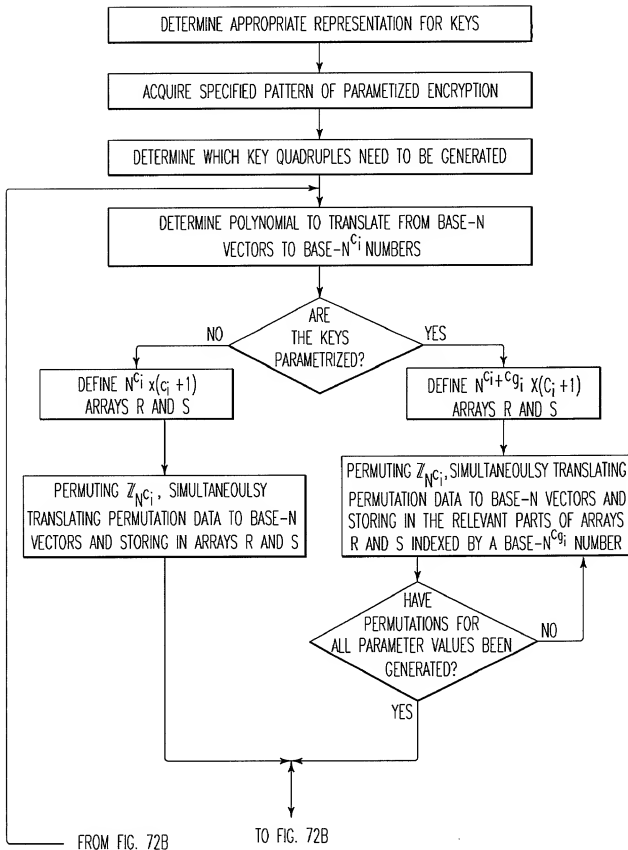 DETERMINE APPROPRIATE REPRESENTATION FOR KEYS
ACQUIRE SPECIFIED PATTERN OF PARAMETIZED ENCRYPTION
DETERMINE WHICH KEY QUADRUPLES NEED TO BE GENERATED
DETERMINE POLYNOMIAL TO TRANSLATE FROM BASE-N
VECTORS TO BASE-N^{c_i} NUMBERS
ARE
THE KEYS
PARAMETRIZED?
NO
YES
DEFINE N^{c_i} X(c_i +1)
ARRAYS R AND S
DEFINE N^{c_i+c_{g_i}} X(C_i+1)
ARRAYS R AND S
PERMUTING ℤ_{N^{c_i}}, SIMULTANEOULSY
TRANSLATING PERMUTATION DATA TO BASE-N
VECTORS AND STORING IN ARRAYS R AND S
PERMUTING ℤ_{N^{c_i}}, SIMULTANEOULSY TRANSLATING
PERMUTATION DATA TO BASE-N VECTORS AND
STORING IN THE RELEVANT PARTS OF ARRAYS
R AND S INDEXED BY A BASE-N^{c_{g_i}} NUMBER
HAVE
PERMUTATIONS FOR
ALL PARAMETER VALUES BEEN
GENERATED?
NO
YES
FROM FIG. 72B
TO FIG. 72B